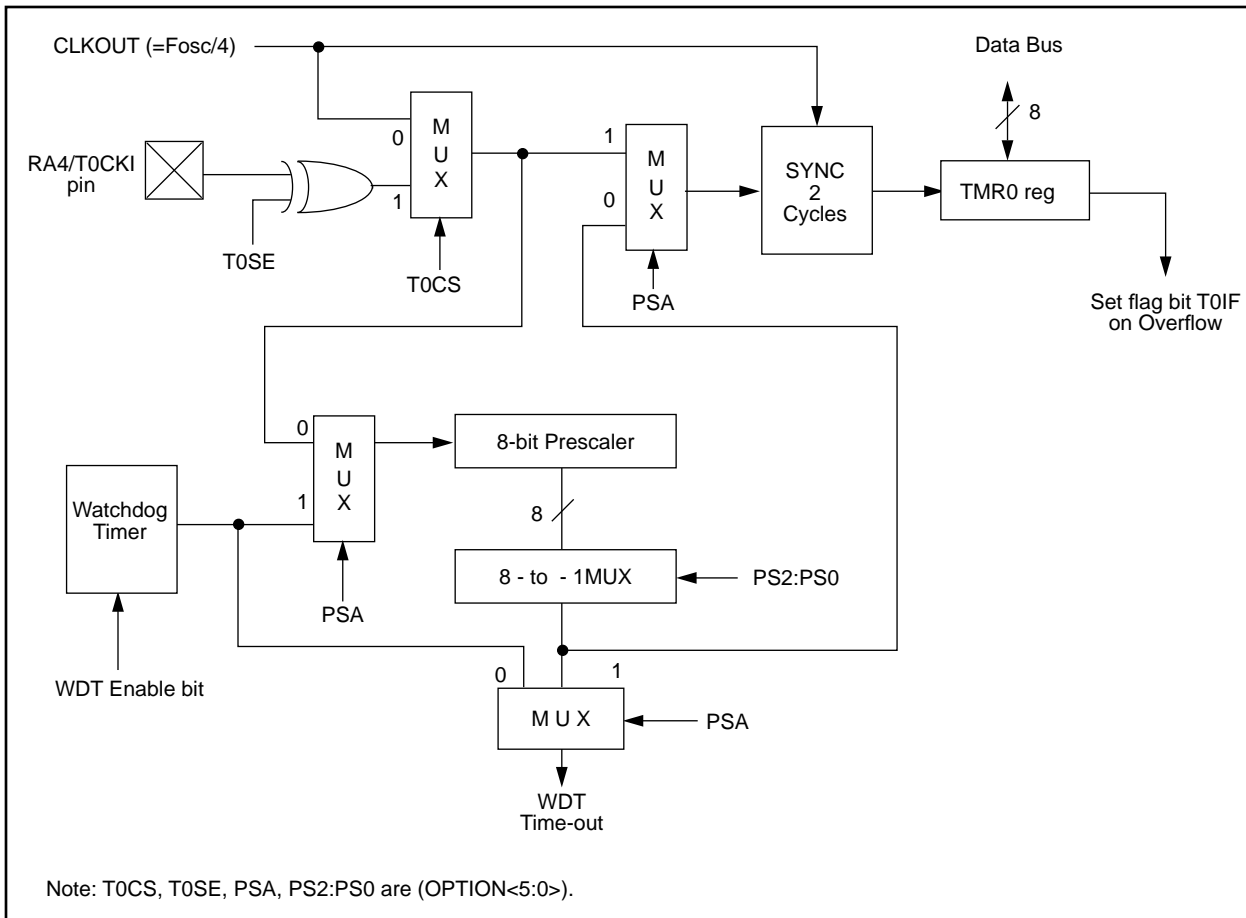 CLKOUT (=Fosc/4)
Data Bus
8
RA4/T0CKI
pin
T0SE
0
1
M
U
X
T0CS
1
0
M
U
X
PSA
SYNC
2
Cycles
TMR0 reg
Set flag bit T0IF
on Overflow
0
1
M
U
X
PSA
8-bit Prescaler
8
Watchdog
Timer
WDT Enable bit
8 - to - 1MUX
PS2:PS0
0
1
M U X
PSA
WDT
Time-out
Note: T0CS, T0SE, PSA, PS2:PS0 are (OPTION<5:0>).